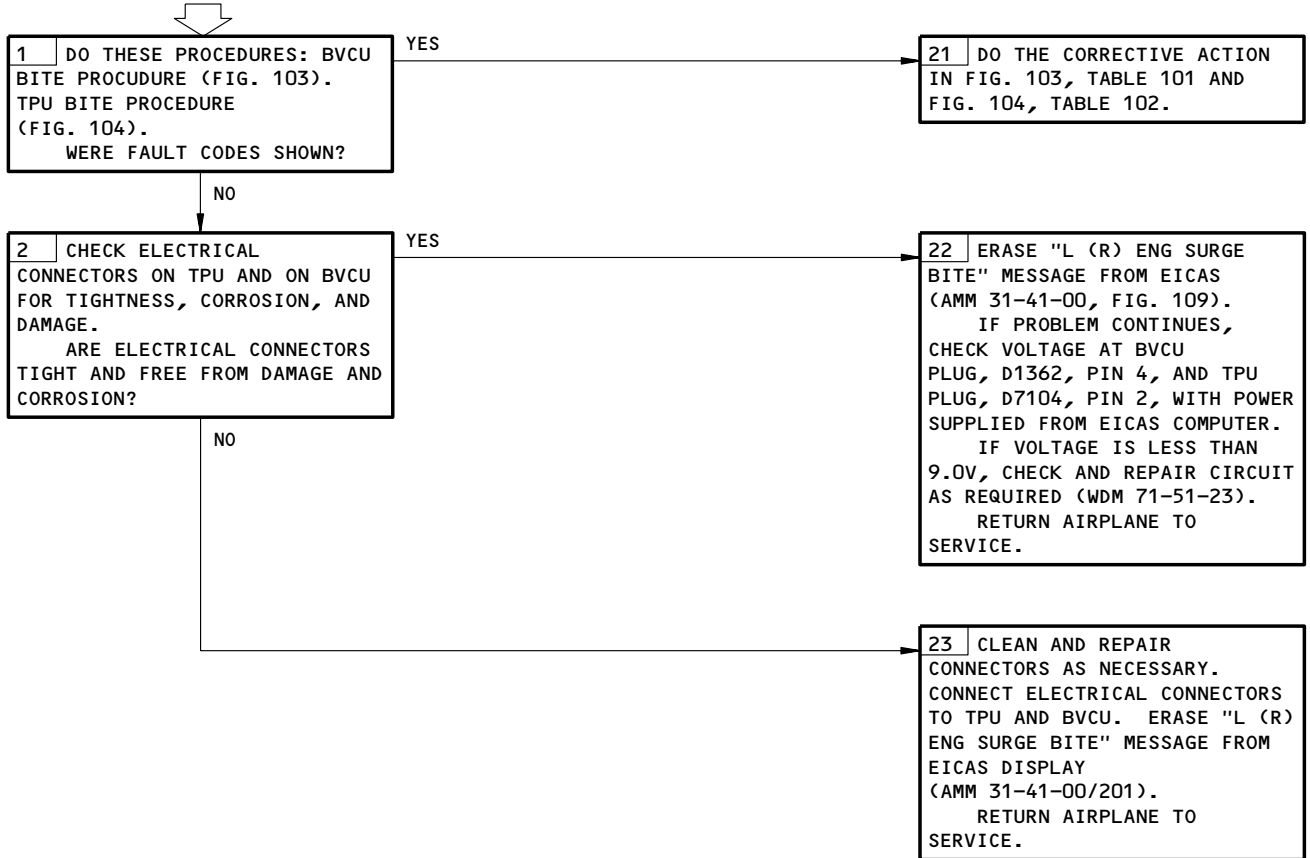 1 DO THESE PROCEDURES: BVCU
BITE PROCUDURE (FIG. 103).
TPU BITE PROCEDURE
(FIG. 104).
WERE FAULT CODES SHOWN?
YES
21 DO THE CORRECTIVE ACTION
IN FIG. 103, TABLE 101 AND
FIG. 104, TABLE 102.
NO
2 CHECK ELECTRICAL
CONNECTORS ON TPU AND ON BVCU
FOR TIGHTNESS, CORROSION, AND
DAMAGE.
ARE ELECTRICAL CONNECTORS
TIGHT AND FREE FROM DAMAGE AND
CORROSION?
YES
22 ERASE "L (R) ENG SURGE
BITE" MESSAGE FROM EICAS
(AMM 31-41-00, FIG. 109).
IF PROBLEM CONTINUES,
CHECK VOLTAGE AT BVCU
PLUG, D1362, PIN 4, AND TPU
PLUG, D7104, PIN 2, WITH POWER
SUPPLIED FROM EICAS COMPUTER.
IF VOLTAGE IS LESS THAN
9.0V, CHECK AND REPAIR CIRCUIT
AS REQUIRED (WDM 71-51-23).
RETURN AIRPLANE TO
SERVICE.
NO
23 CLEAN AND REPAIR
CONNECTORS AS NECESSARY.
CONNECT ELECTRICAL CONNECTORS
TO TPU AND BVCU. ERASE "L (R)
ENG SURGE BITE" MESSAGE FROM
EICAS DISPLAY
(AMM 31-41-00/201).
RETURN AIRPLANE TO
SERVICE.